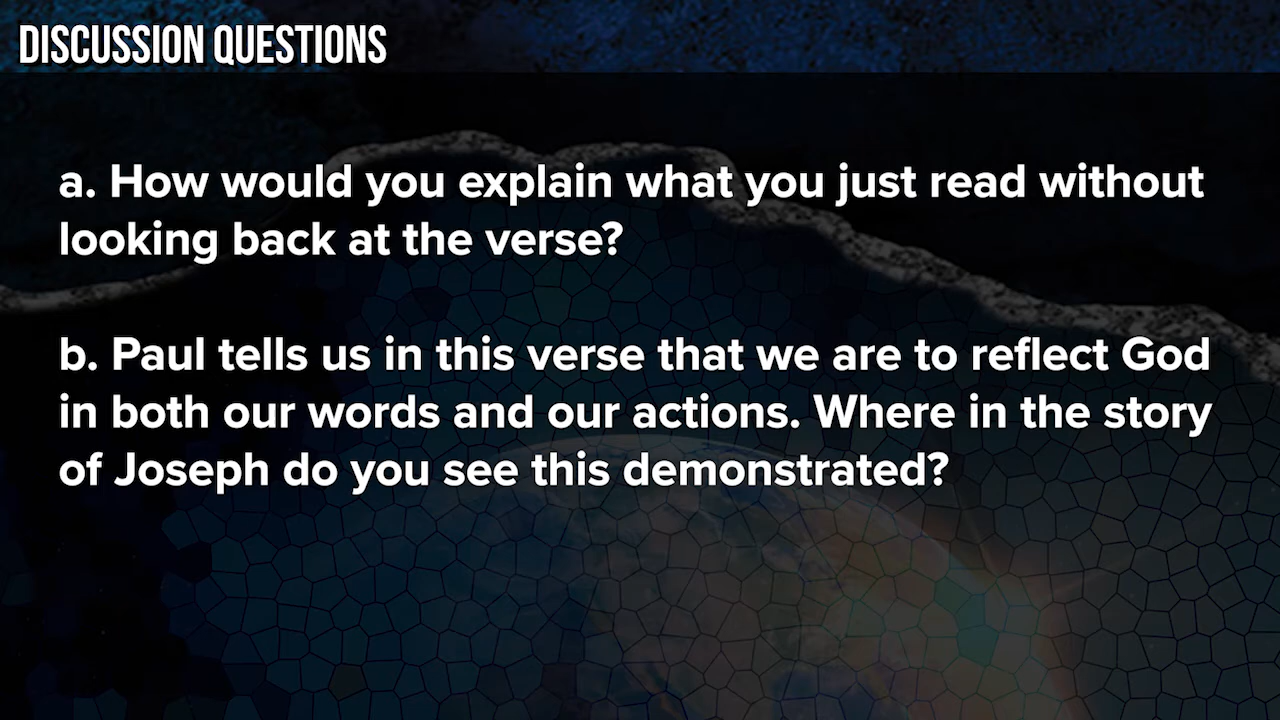 DISCUSSION QUESTIONS
a. How would you explain what you just read without
looking back at the verse?
b. Paul tells us in this verse that we are to reflect God
in both our words and our actions. Where in the story
of Joseph do you see this demonstrated?